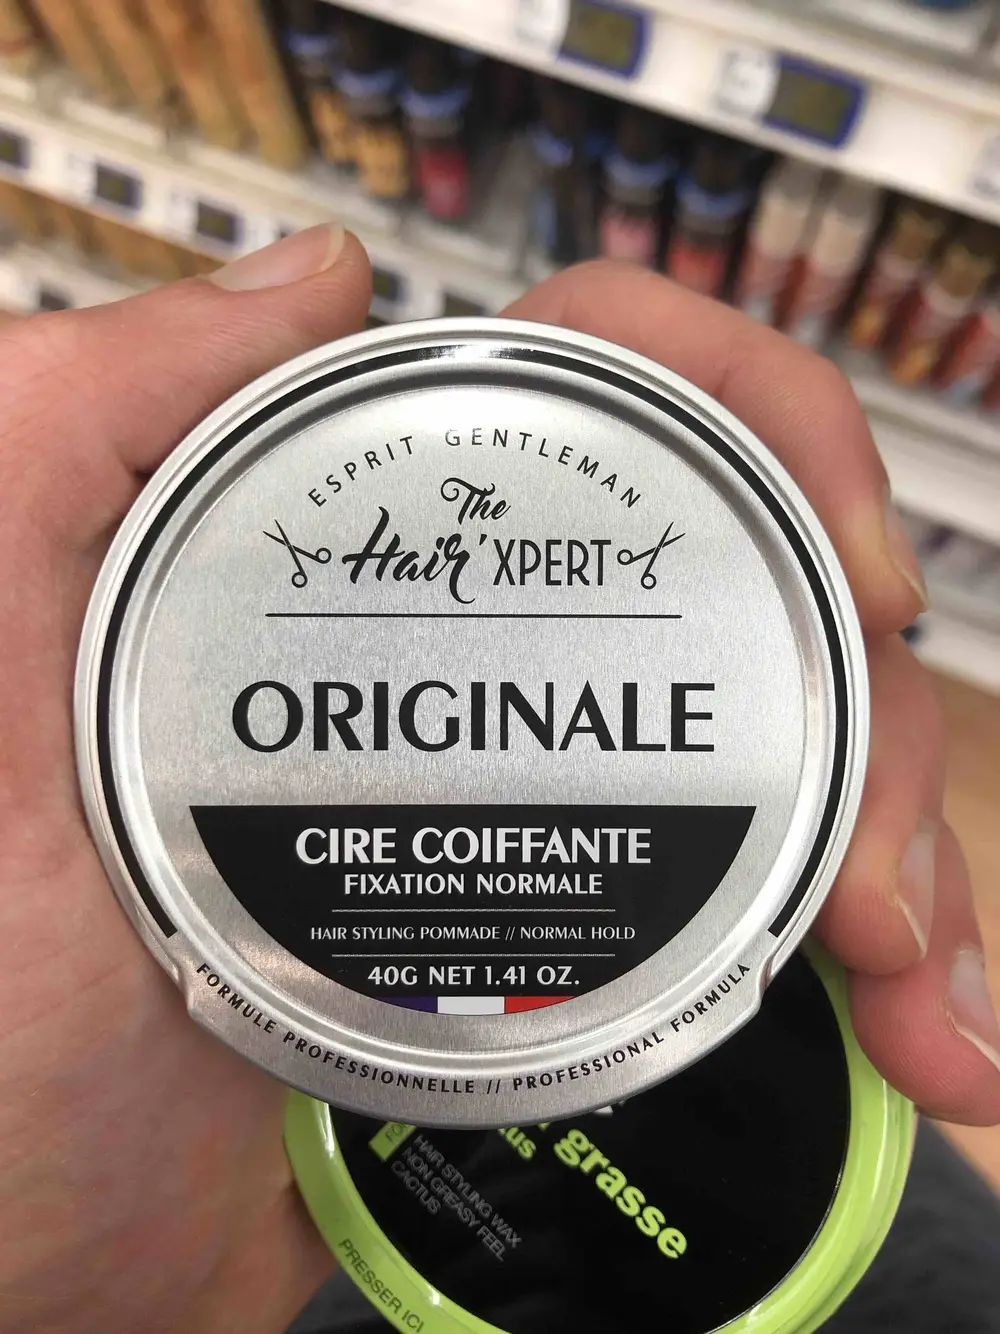 ESPRIT GENTLEMAN
The
Hair'XPERT
ORIGINALE
CIRE COIFFANTE
FIXATION NORMALE
HAIR STYLING POMMADE // NORMAL HOLD
40G NET 1.41 OZ.
FORMULE PROFESSIONNELLE // PROFESSIONAL FORMULA
grasse
HAIR STYLING WAX
NON GREASY FEEL
CACTUS
PRESSER ICI